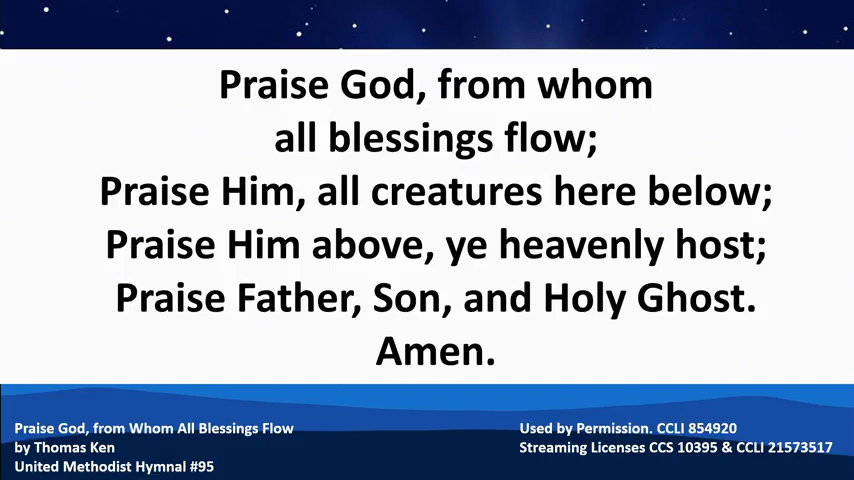 Praise God, from whom
all blessings flow;
Praise Him, all creatures here below;
Praise Him above, ye heavenly host;
Praise Father, Son, and Holy Ghost.
Amen.
Praise God, from Whom All Blessings Flow
by Thomas Ken
United Methodist Hymnal #95
Used by Permission. CCLI 854920
Streaming Licenses CCS 10395 & CCLI 21573517